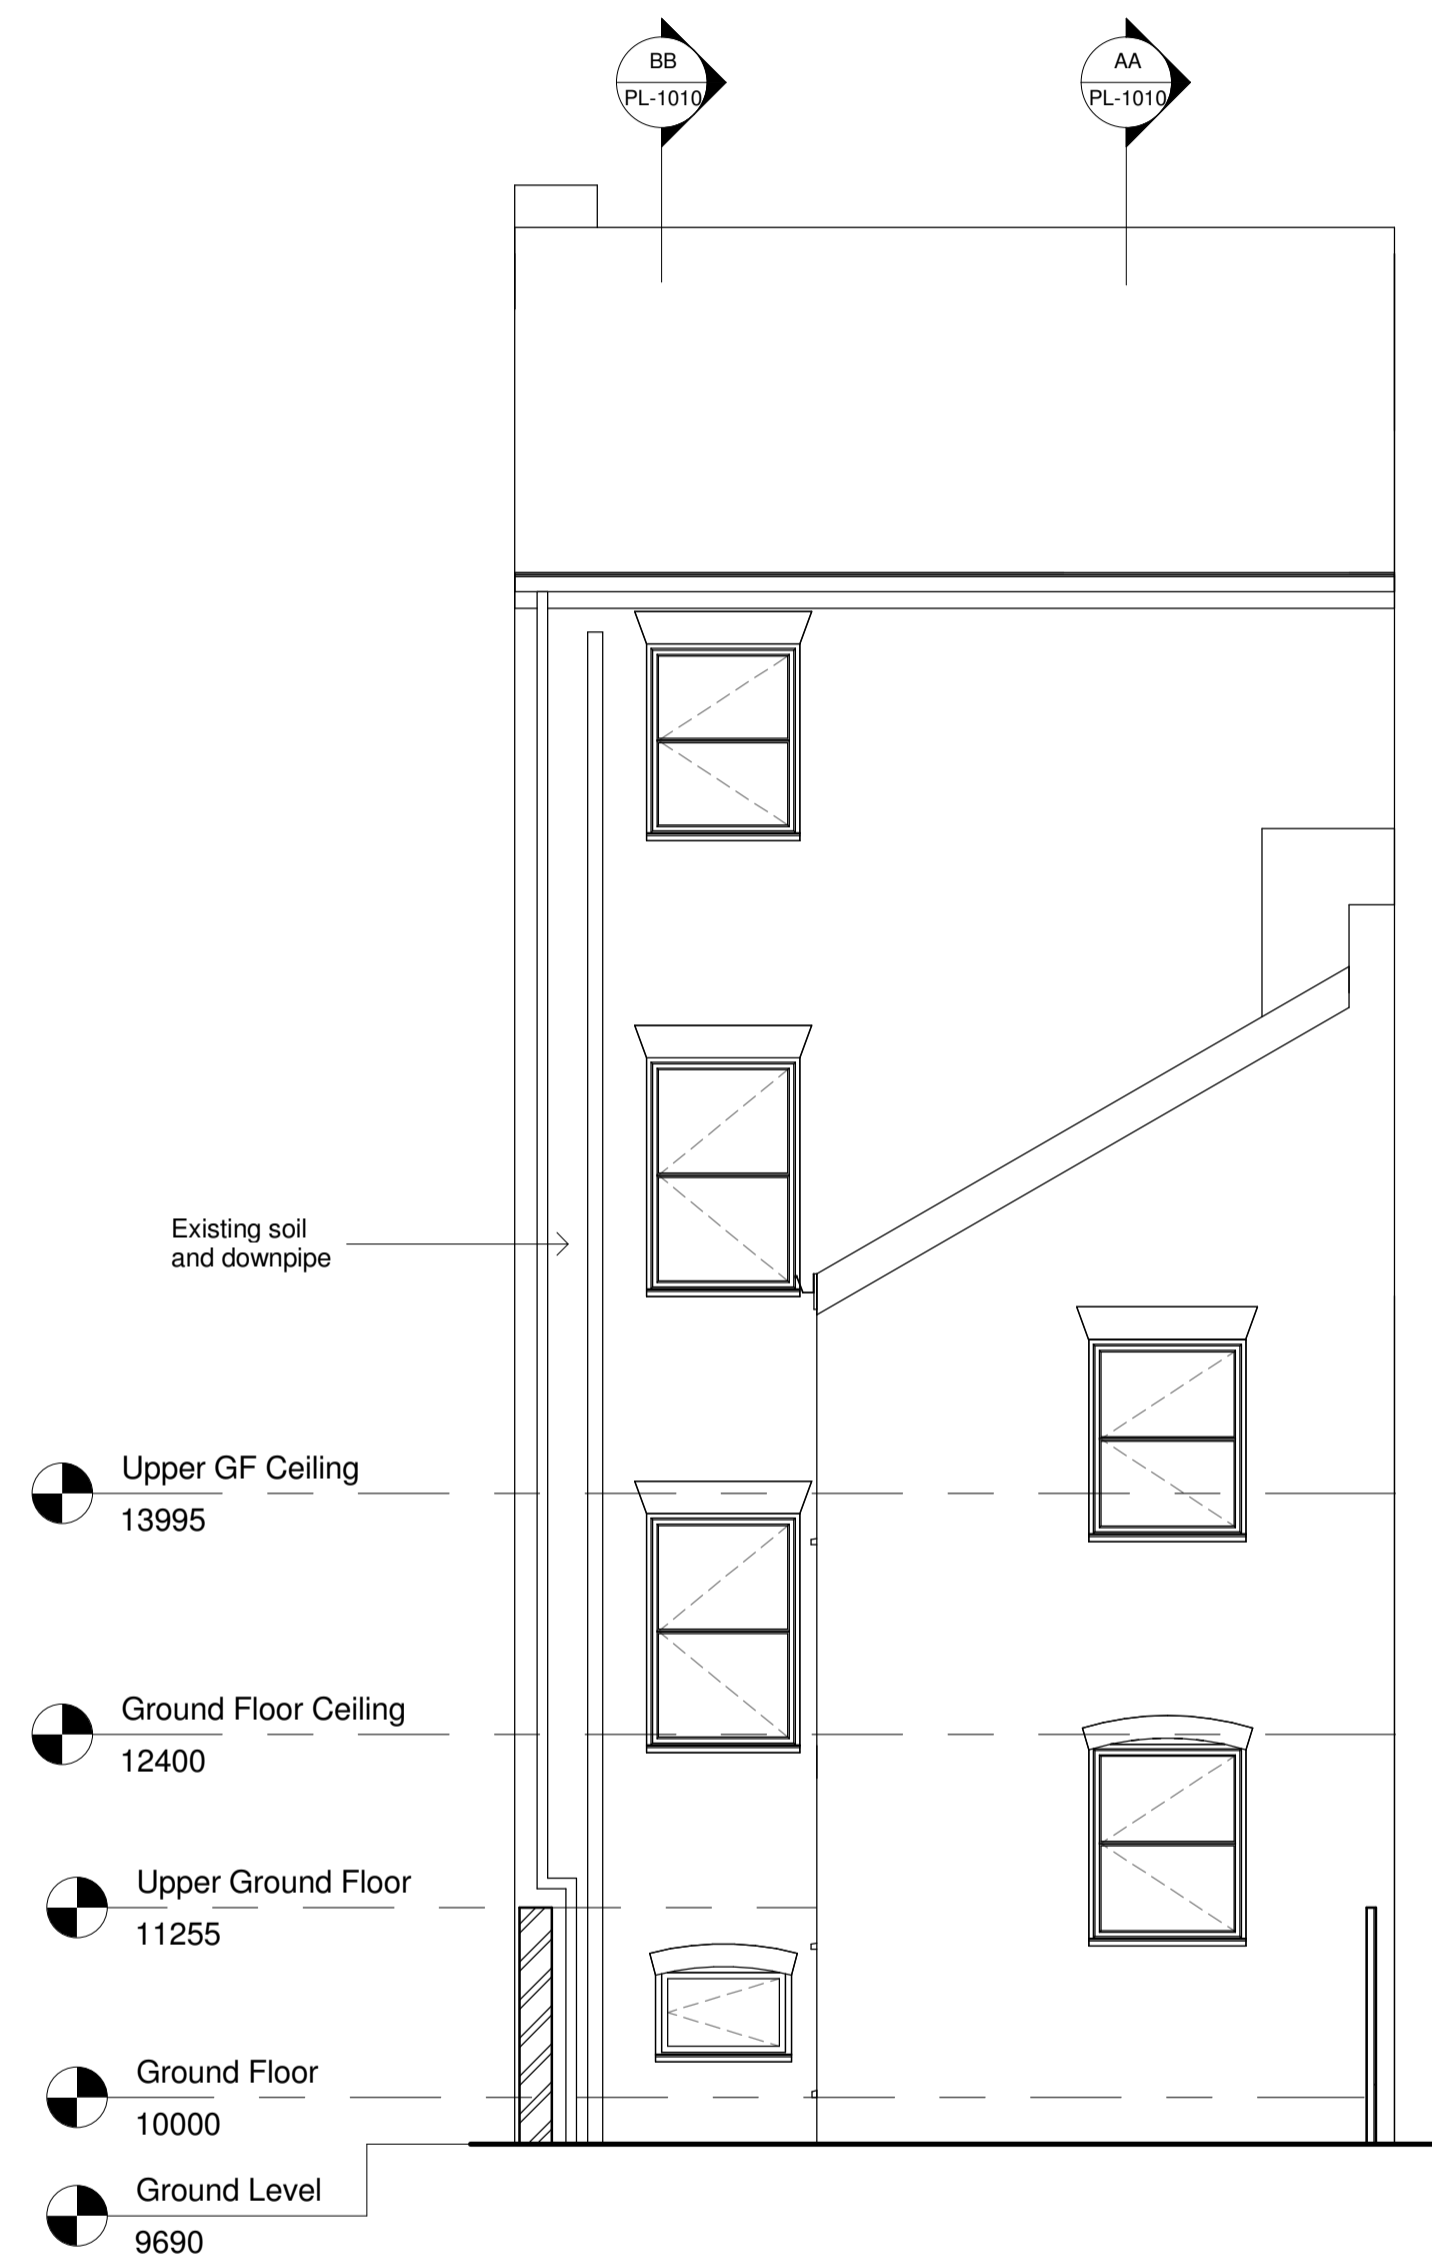 BB
PL-1010
AA
PL-1010
Existing soil
and downpipe
Upper GF Ceiling
13995
Ground Floor Ceiling
12400
Upper Ground Floor
11255
Ground Floor
10000
Ground Level
9690